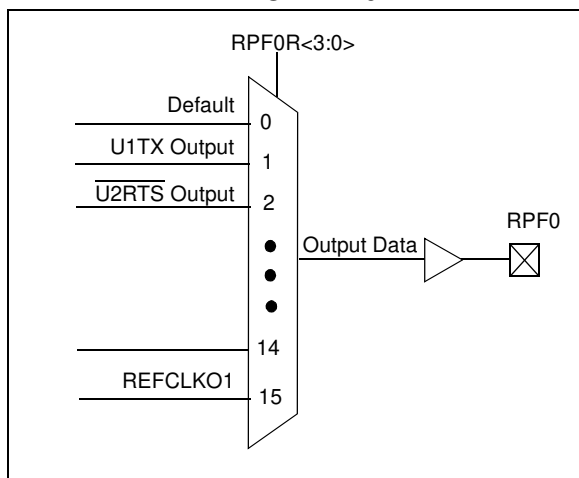 RPF0R<3:0>
Default
0
U1TX Output
1
U2RTS Output
2
RPF0
Output Data
14
REFCLKO1
15